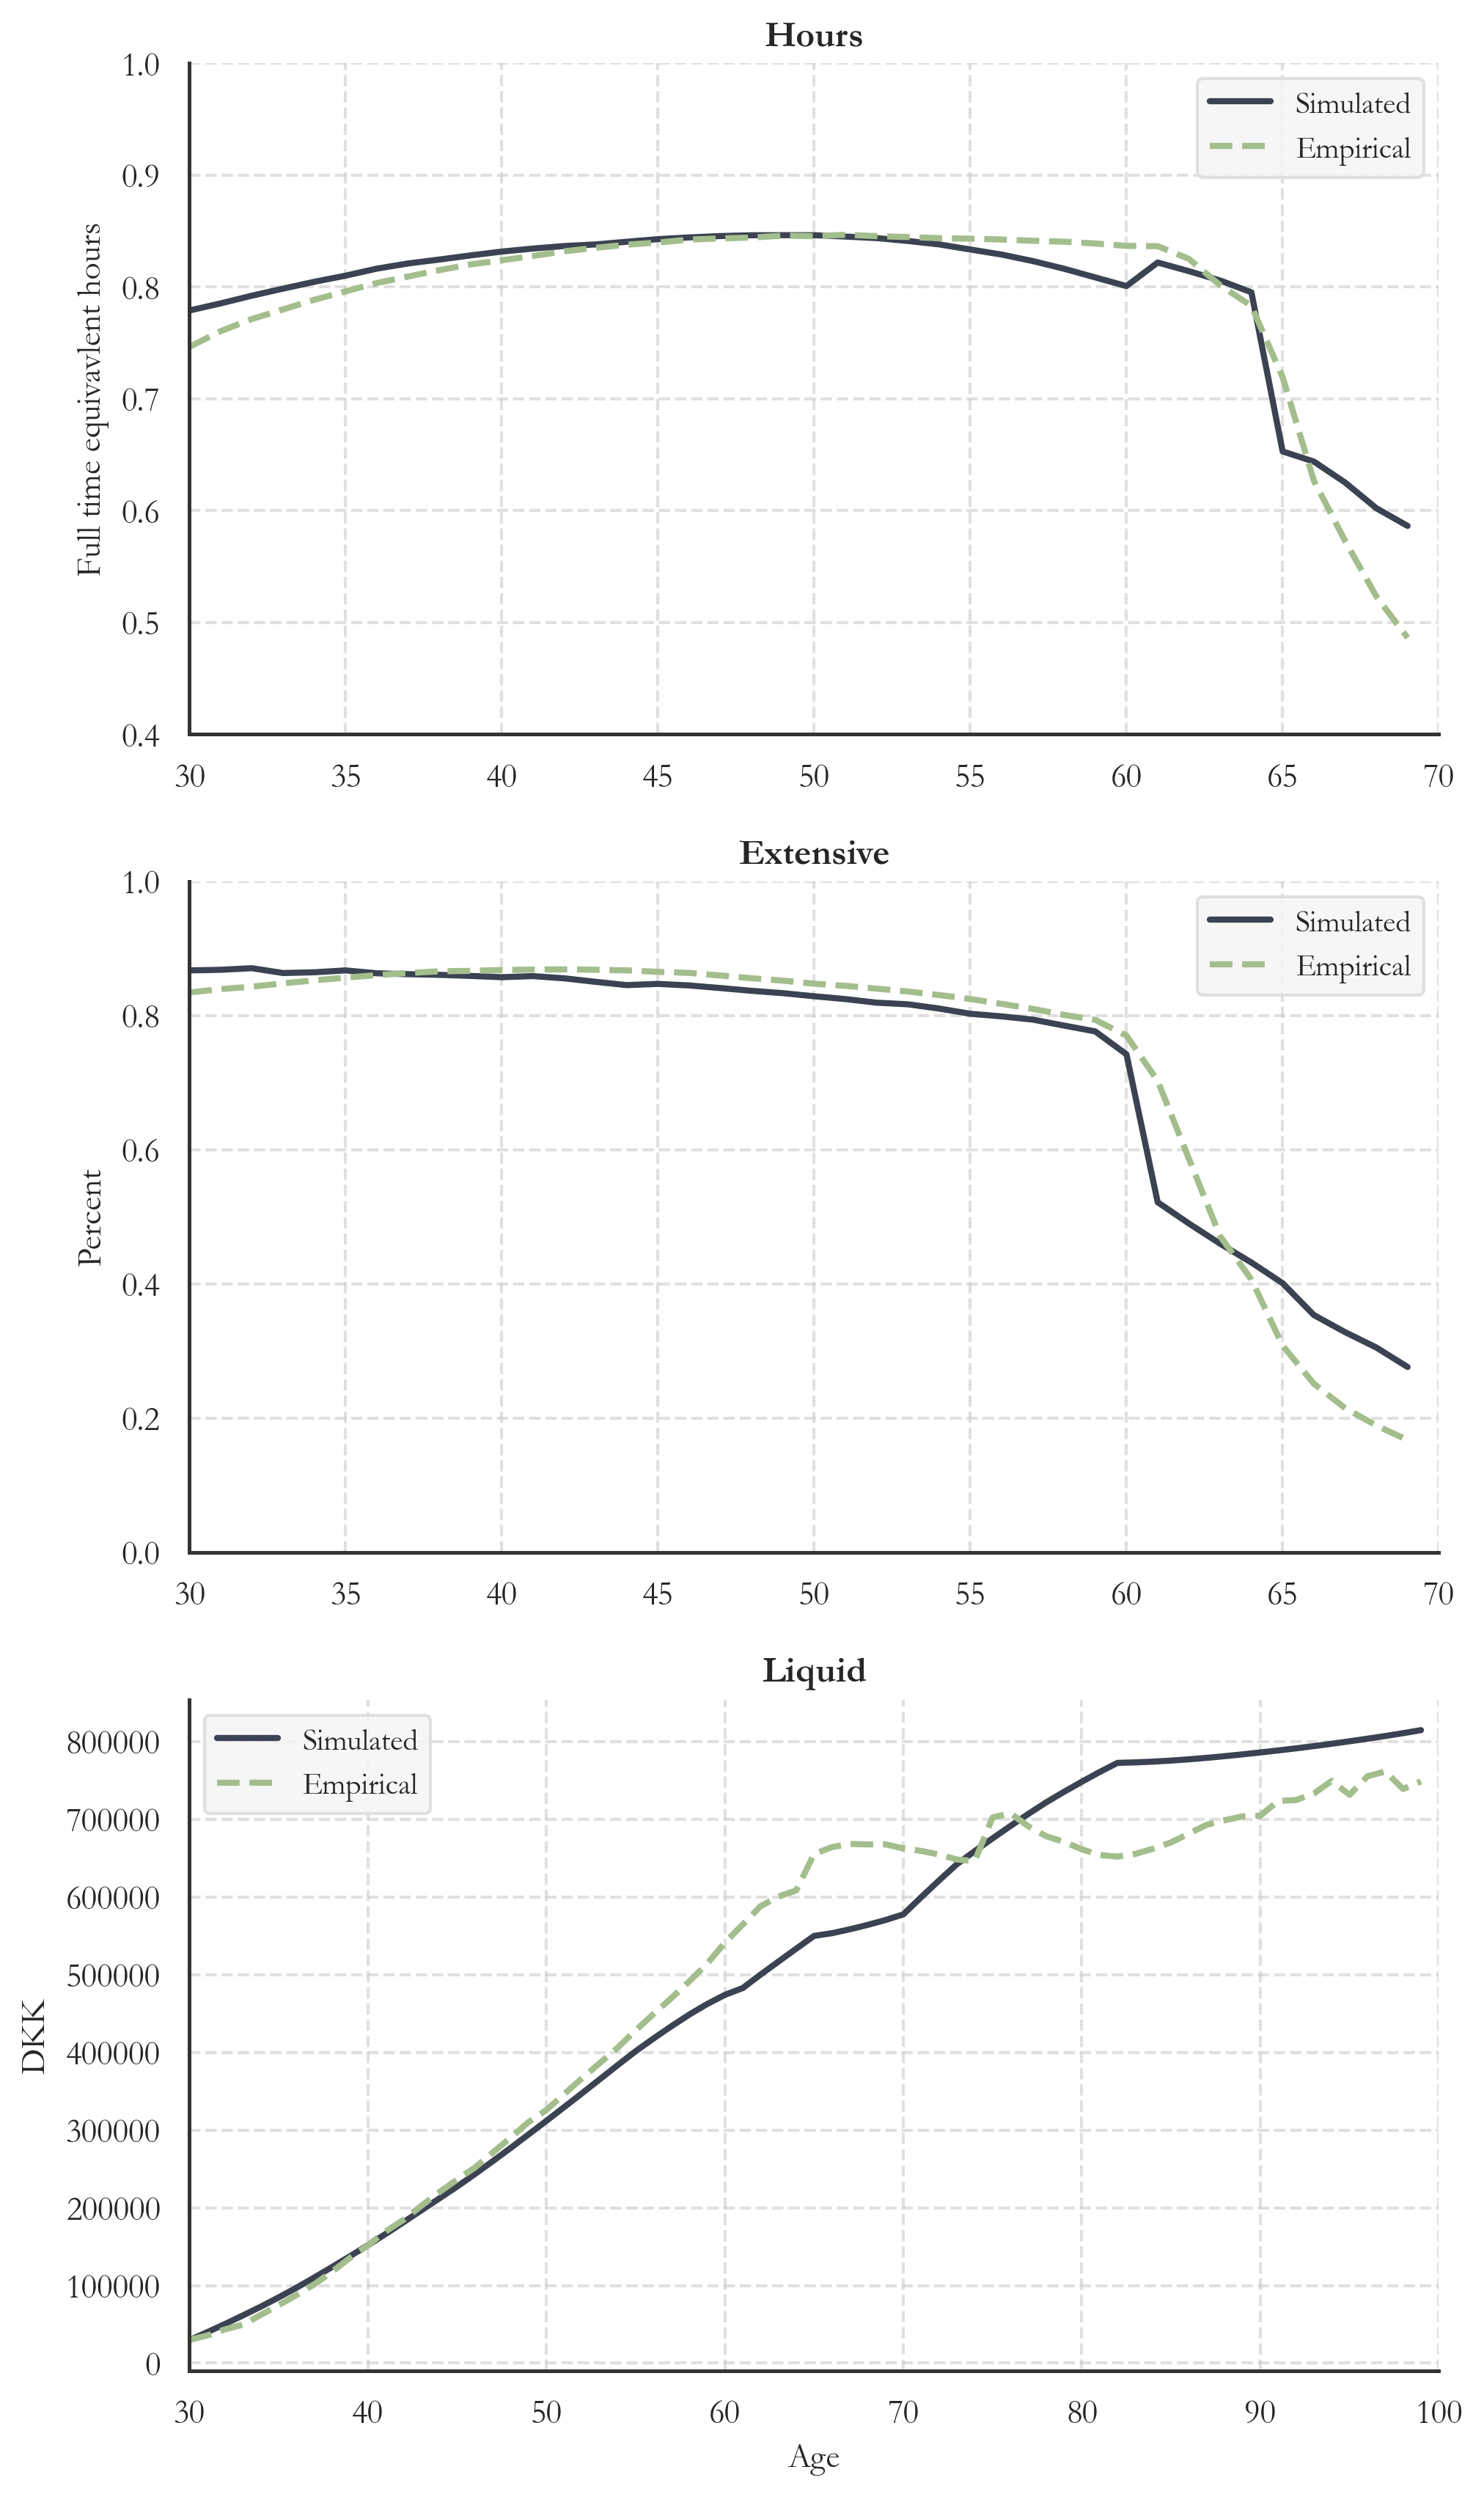 Hours
1.0
0.9
0.8
0.7
0.6
0.5
0.4
Full time equivavlent hours
Simulated
Empirical
30 35 40 45 50 55 60 65 70
Extensive
1.0
0.8
0.6
0.4
0.2
0.0
Percent
Simulated
Empirical
30 35 40 45 50 55 60 65 70
Liquid
800000
700000
600000
500000
400000
300000
200000
100000
0
DKK
Simulated
Empirical
30 40 50 60 70 80 90 100
Age